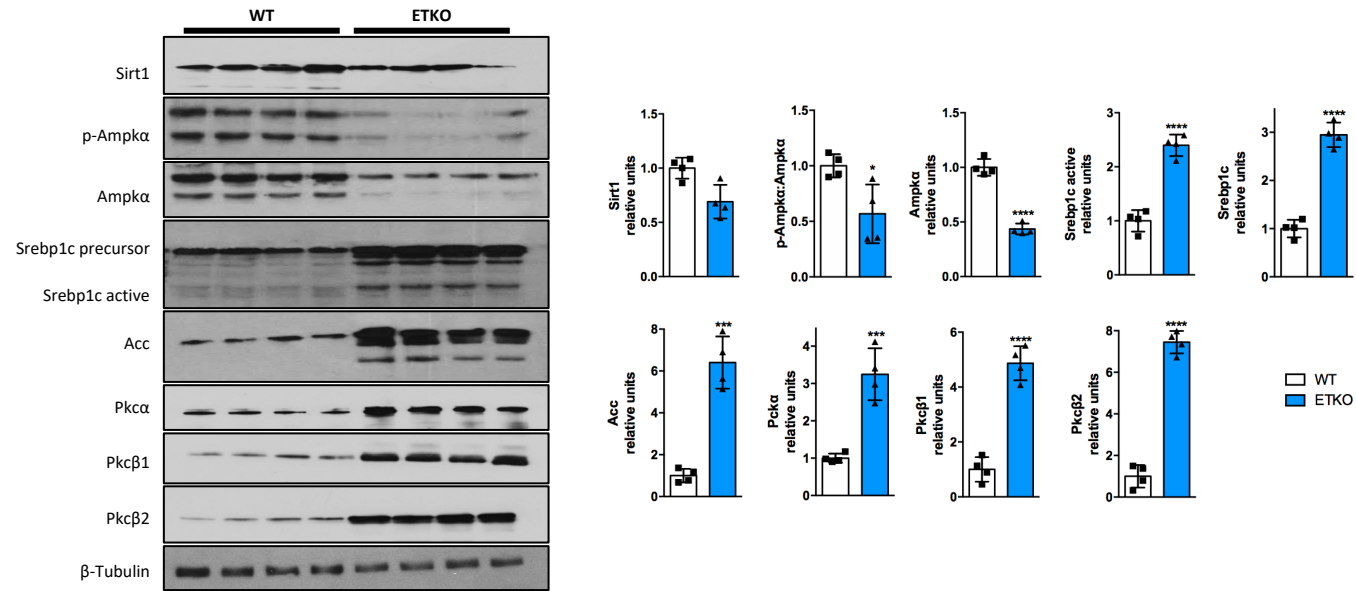 WT ETKO
Sirt1
p-Ampkα
Ampkα
Srebp1c precursor
Srebp1c active
Acc
Pkcα
Pkcβ1
Pkcβ2
β-Tubulin
Sirt1
relative units
1.5
1.0
0.5
0.0
p-Ampkα:Ampkα
relative units
1.5
1.0
0.5
0.0
*
Ampkα
relative units
1.5
1.0
0.5
0.0
****
Srebp1c active
relative units
3
2
1
0
****
Srebp1c
relative units
3
2
1
0
****
Acc
relative units
8
6
4
2
0
***
Pckα
relative units
4
3
2
1
0
***
Pkcβ1
relative units
6
4
2
0
****
Pkcβ2
relative units
8
6
4
2
0
****
WT
ETKO